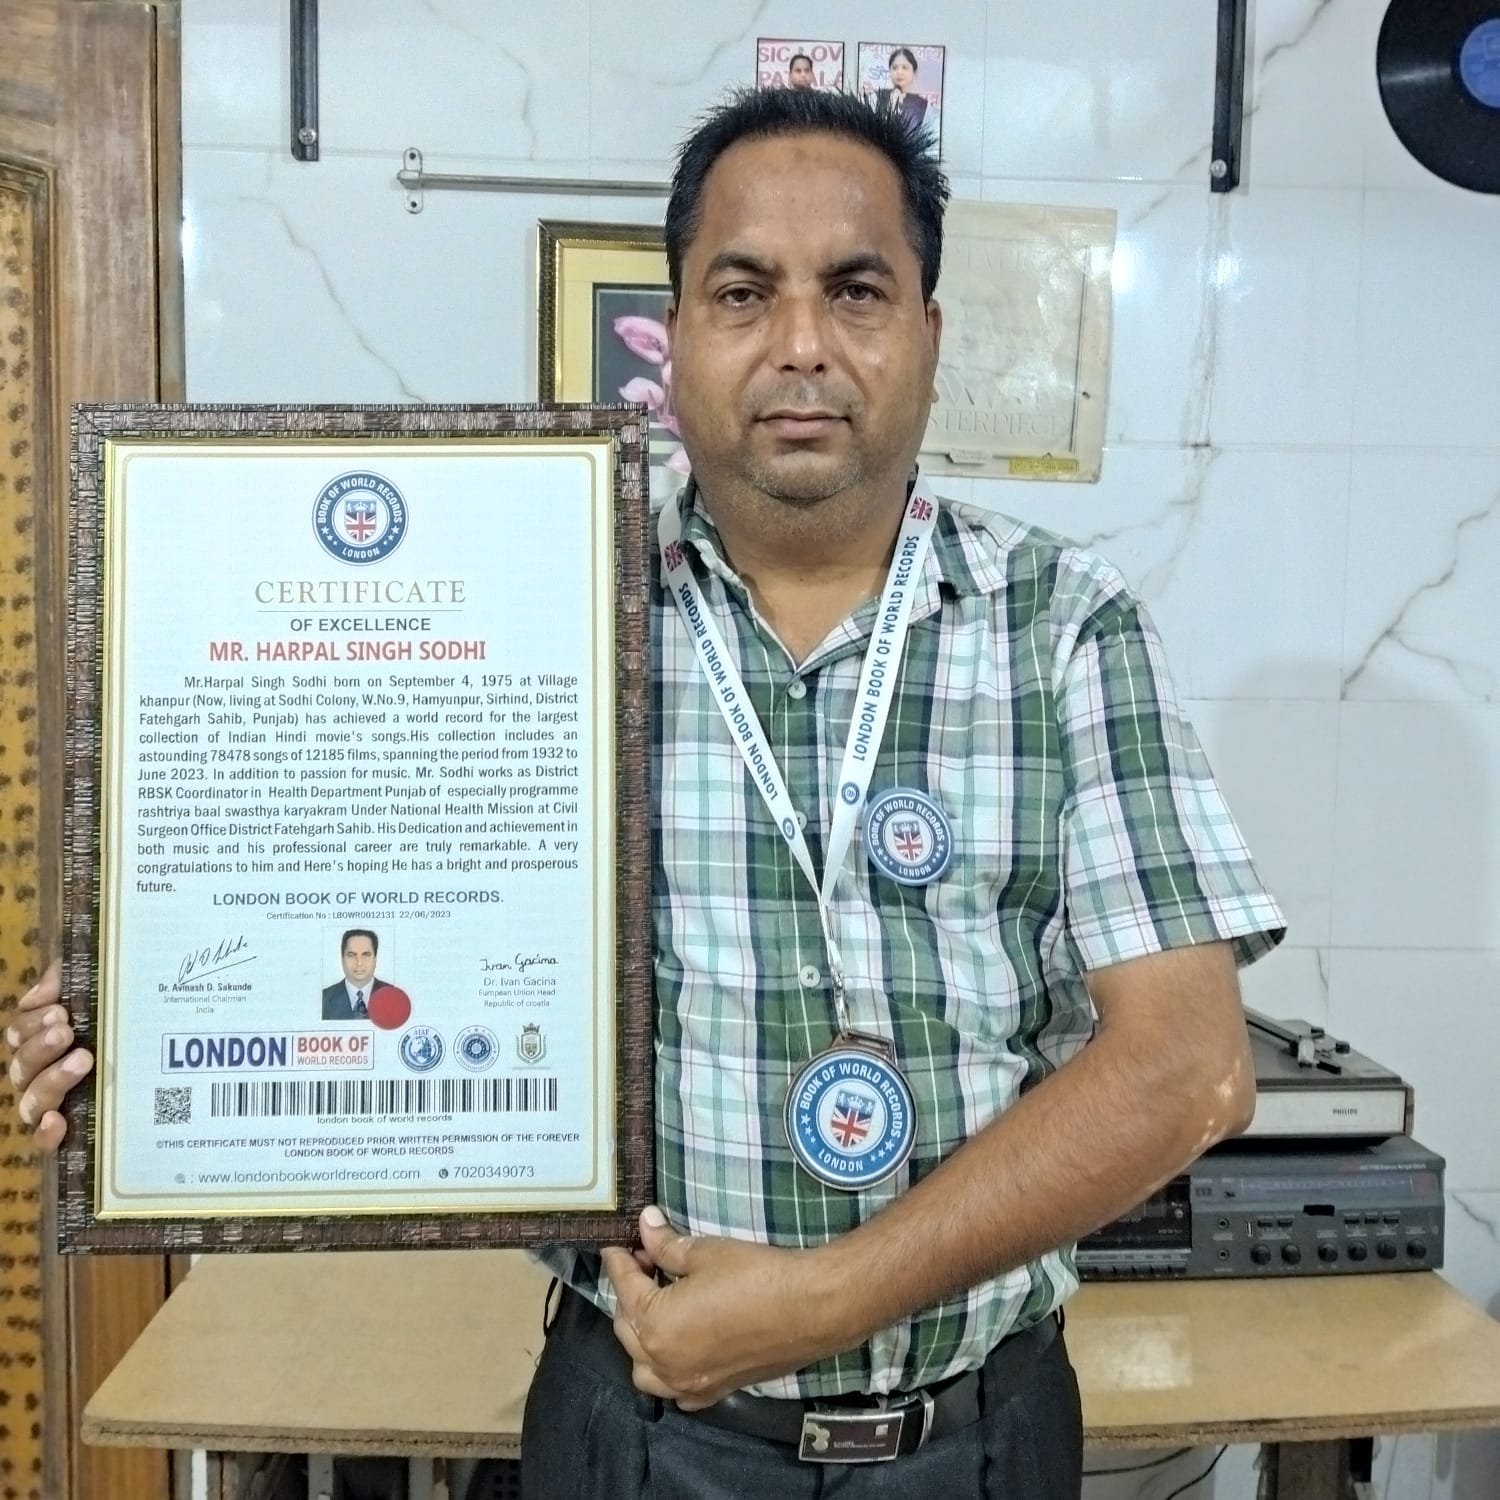 SIC LOV
PATIALA
BOOK OF WORLD RECORDS
LONDON
CERTIFICATE
OF EXCELLENCE
MR. HARPAL SINGH SODHI
Mr.Harpal Singh Sodhi born on September 4, 1975 at Village
khanpur (Now, living at Sodhi Colony, W.No.9, Hamyunpur, Sirhind, District
Fatehgarh Sahib, Punjab) has achieved a world record for the largest
collection of Indian Hindi movie's songs.His collection includes an
astounding 78478 songs of 12185 films, spanning the period from 1932 to
June 2023. In addition to passion for music. Mr. Sodhi works as District
RBSK Coordinator in Health Department Punjab of especially programme
rashtriya baal swasthya karyakram Under National Health Mission at Civil
Surgeon Office District Fatehgarh Sahib. His Dedication and achievement in
both music and his professional career are truly remarkable. A very
congratulations to him and Here's hoping He has a bright and prosperous
future.
LONDON BOOK OF WORLD RECORDS.
Certification No : LBOWR0012131 22/06/2023
Dr. Avinash D. Sakunde
International Chairman
India
Ivan Gacina
Dr. Ivan Gacina
European Union Head
Republic of croatia
LONDON BOOK OF
WORLD RECORDS
london book of world records
©THIS CERTIFICATE MUST NOT REPRODUCED PRIOR WRITTEN PERMISSION OF THE FOREVER
LONDON BOOK OF WORLD RECORDS
: www.londonbookworldrecord.com 7020349073
LONDON BOOK OF WORLD RECORDS
LONDON BOOK OF WORLD RECORDS
BOOK OF WORLD RECORDS
LONDON
BOOK OF WORLD RECORDS
LONDON
PHILIPS